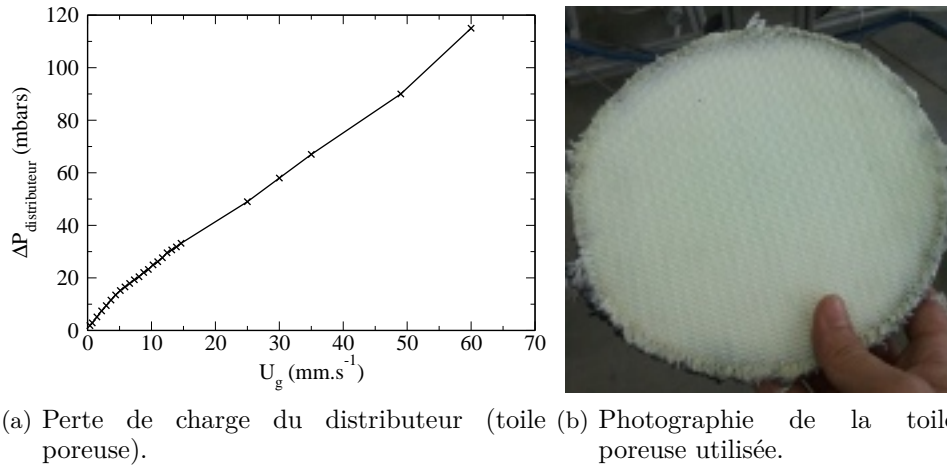 120
100
80
60
40
20
0
ΔP_distributeur (mbars)
0 10 20 30 40 50 60 70
U_g (mm.s⁻¹)
(a) Perte de charge du distributeur (toile poreuse).
(b) Photographie de la toile poreuse utilisée.